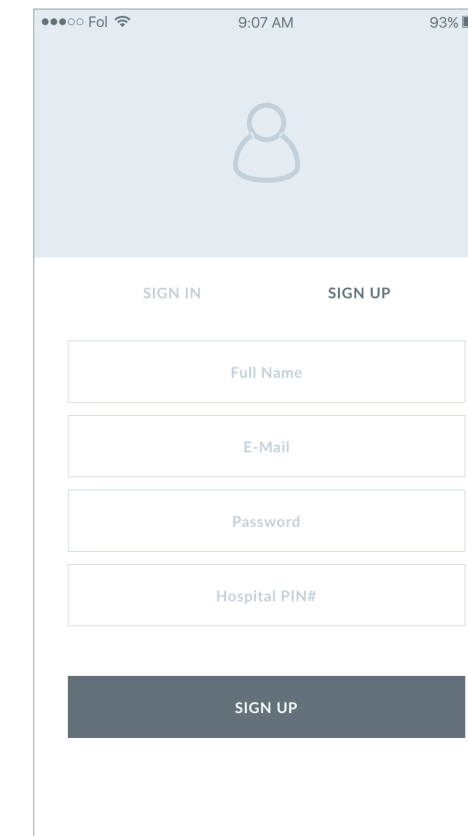 Fol 9:07 AM 93%
SIGN IN SIGN UP
Full Name
E-Mail
Password
Hospital PIN#
SIGN UP